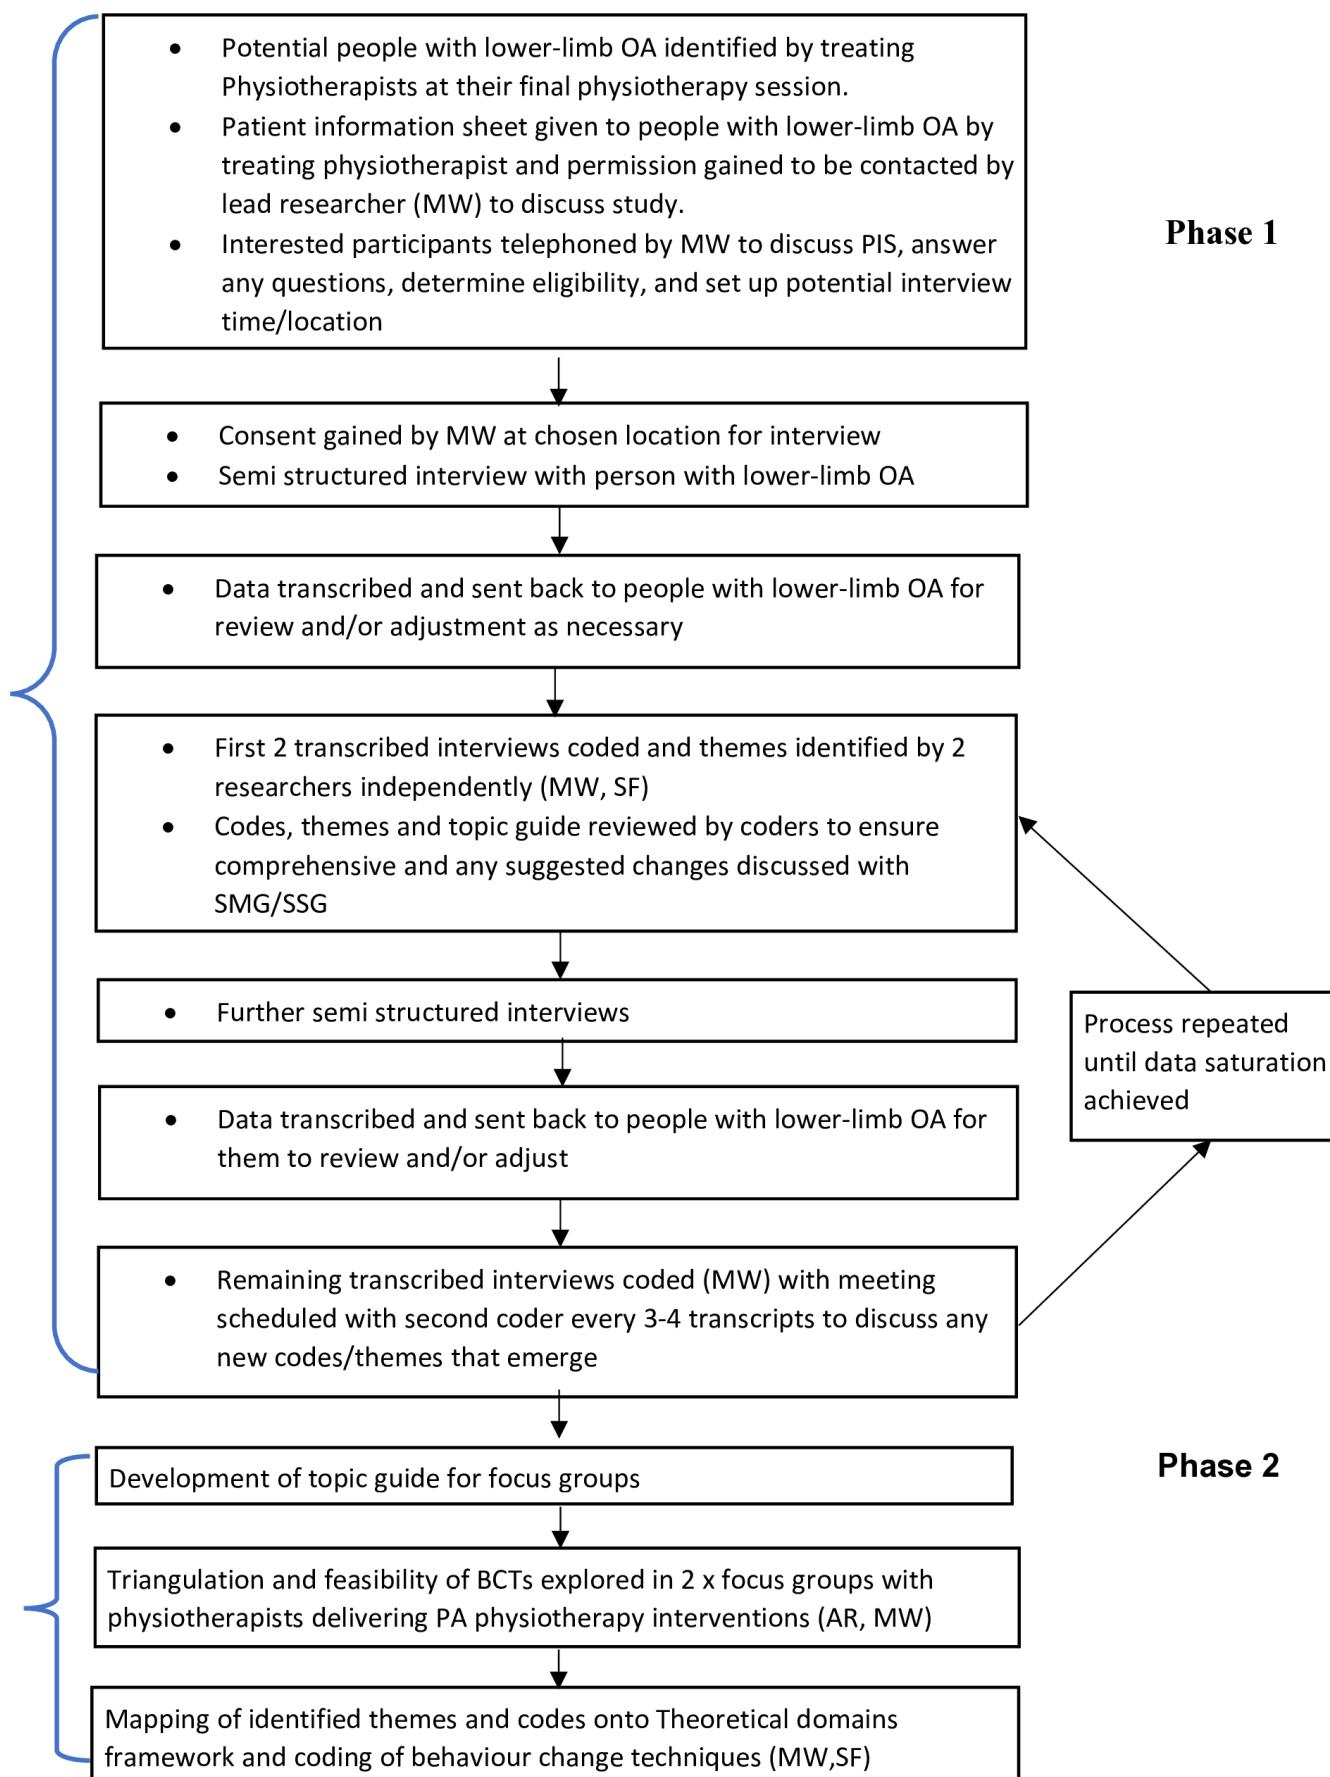 • Potential people with lower-limb OA identified by treating
Physiotherapists at their final physiotherapy session.
• Patient information sheet given to people with lower-limb OA by
treating physiotherapist and permission gained to be contacted by
lead researcher (MW) to discuss study.
• Interested participants telephoned by MW to discuss PIS, answer
any questions, determine eligibility, and set up potential interview
time/location
Phase 1
• Consent gained by MW at chosen location for interview
• Semi structured interview with person with lower-limb OA
• Data transcribed and sent back to people with lower-limb OA for
review and/or adjustment as necessary
• First 2 transcribed interviews coded and themes identified by 2
researchers independently (MW, SF)
• Codes, themes and topic guide reviewed by coders to ensure
comprehensive and any suggested changes discussed with
SMG/SSG
• Further semi structured interviews
Process repeated
until data saturation
achieved
• Data transcribed and sent back to people with lower-limb OA for
them to review and/or adjust
• Remaining transcribed interviews coded (MW) with meeting
scheduled with second coder every 3-4 transcripts to discuss any
new codes/themes that emerge
Phase 2
Development of topic guide for focus groups
Triangulation and feasibility of BCTs explored in 2 x focus groups with
physiotherapists delivering PA physiotherapy interventions (AR, MW)
Mapping of identified themes and codes onto Theoretical domains
framework and coding of behaviour change techniques (MW,SF)